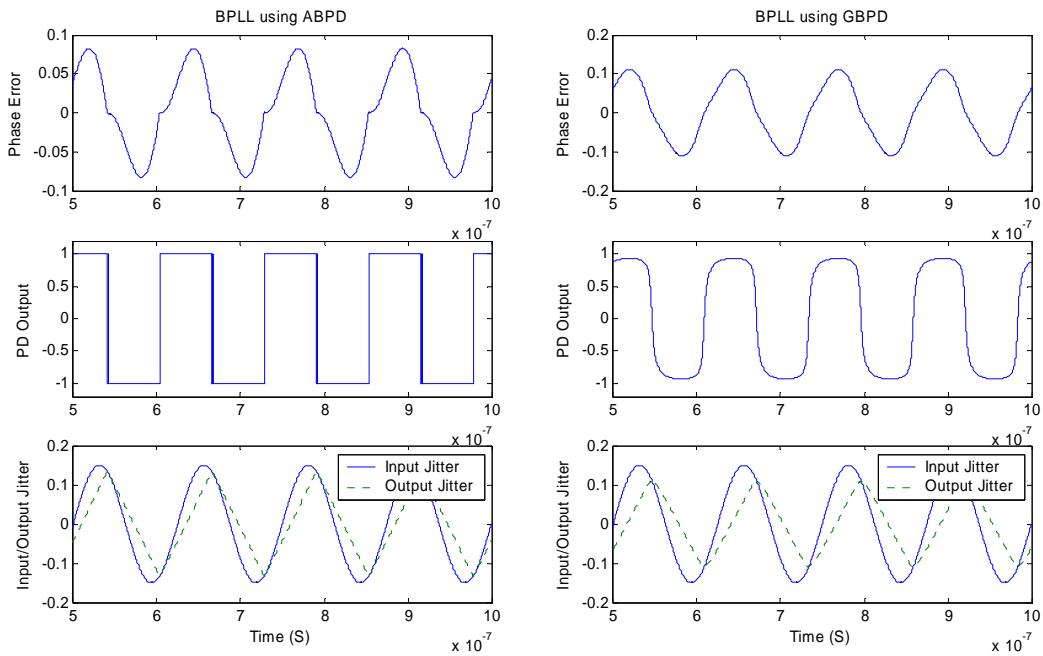 BPLL using ABPD
Phase Error
0.1
0.05
0
-0.05
-0.1
5 6 7 8 9 10
x 10-7
PD Output
1
0.5
0
-0.5
-1
5 6 7 8 9 10
x 10-7
Input/Output Jitter
0.2
0.1
0
-0.1
-0.2
Input Jitter
Output Jitter
5 6 7 8 9 10
Time (S)
x 10-7
BPLL using GBPD
Phase Error
0.2
0.1
0
-0.1
-0.2
5 6 7 8 9 10
x 10-7
PD Output
1
0.5
0
-0.5
-1
5 6 7 8 9 10
x 10-7
Input/Output Jitter
0.2
0.1
0
-0.1
-0.2
Input Jitter
Output Jitter
5 6 7 8 9 10
Time (S)
x 10-7